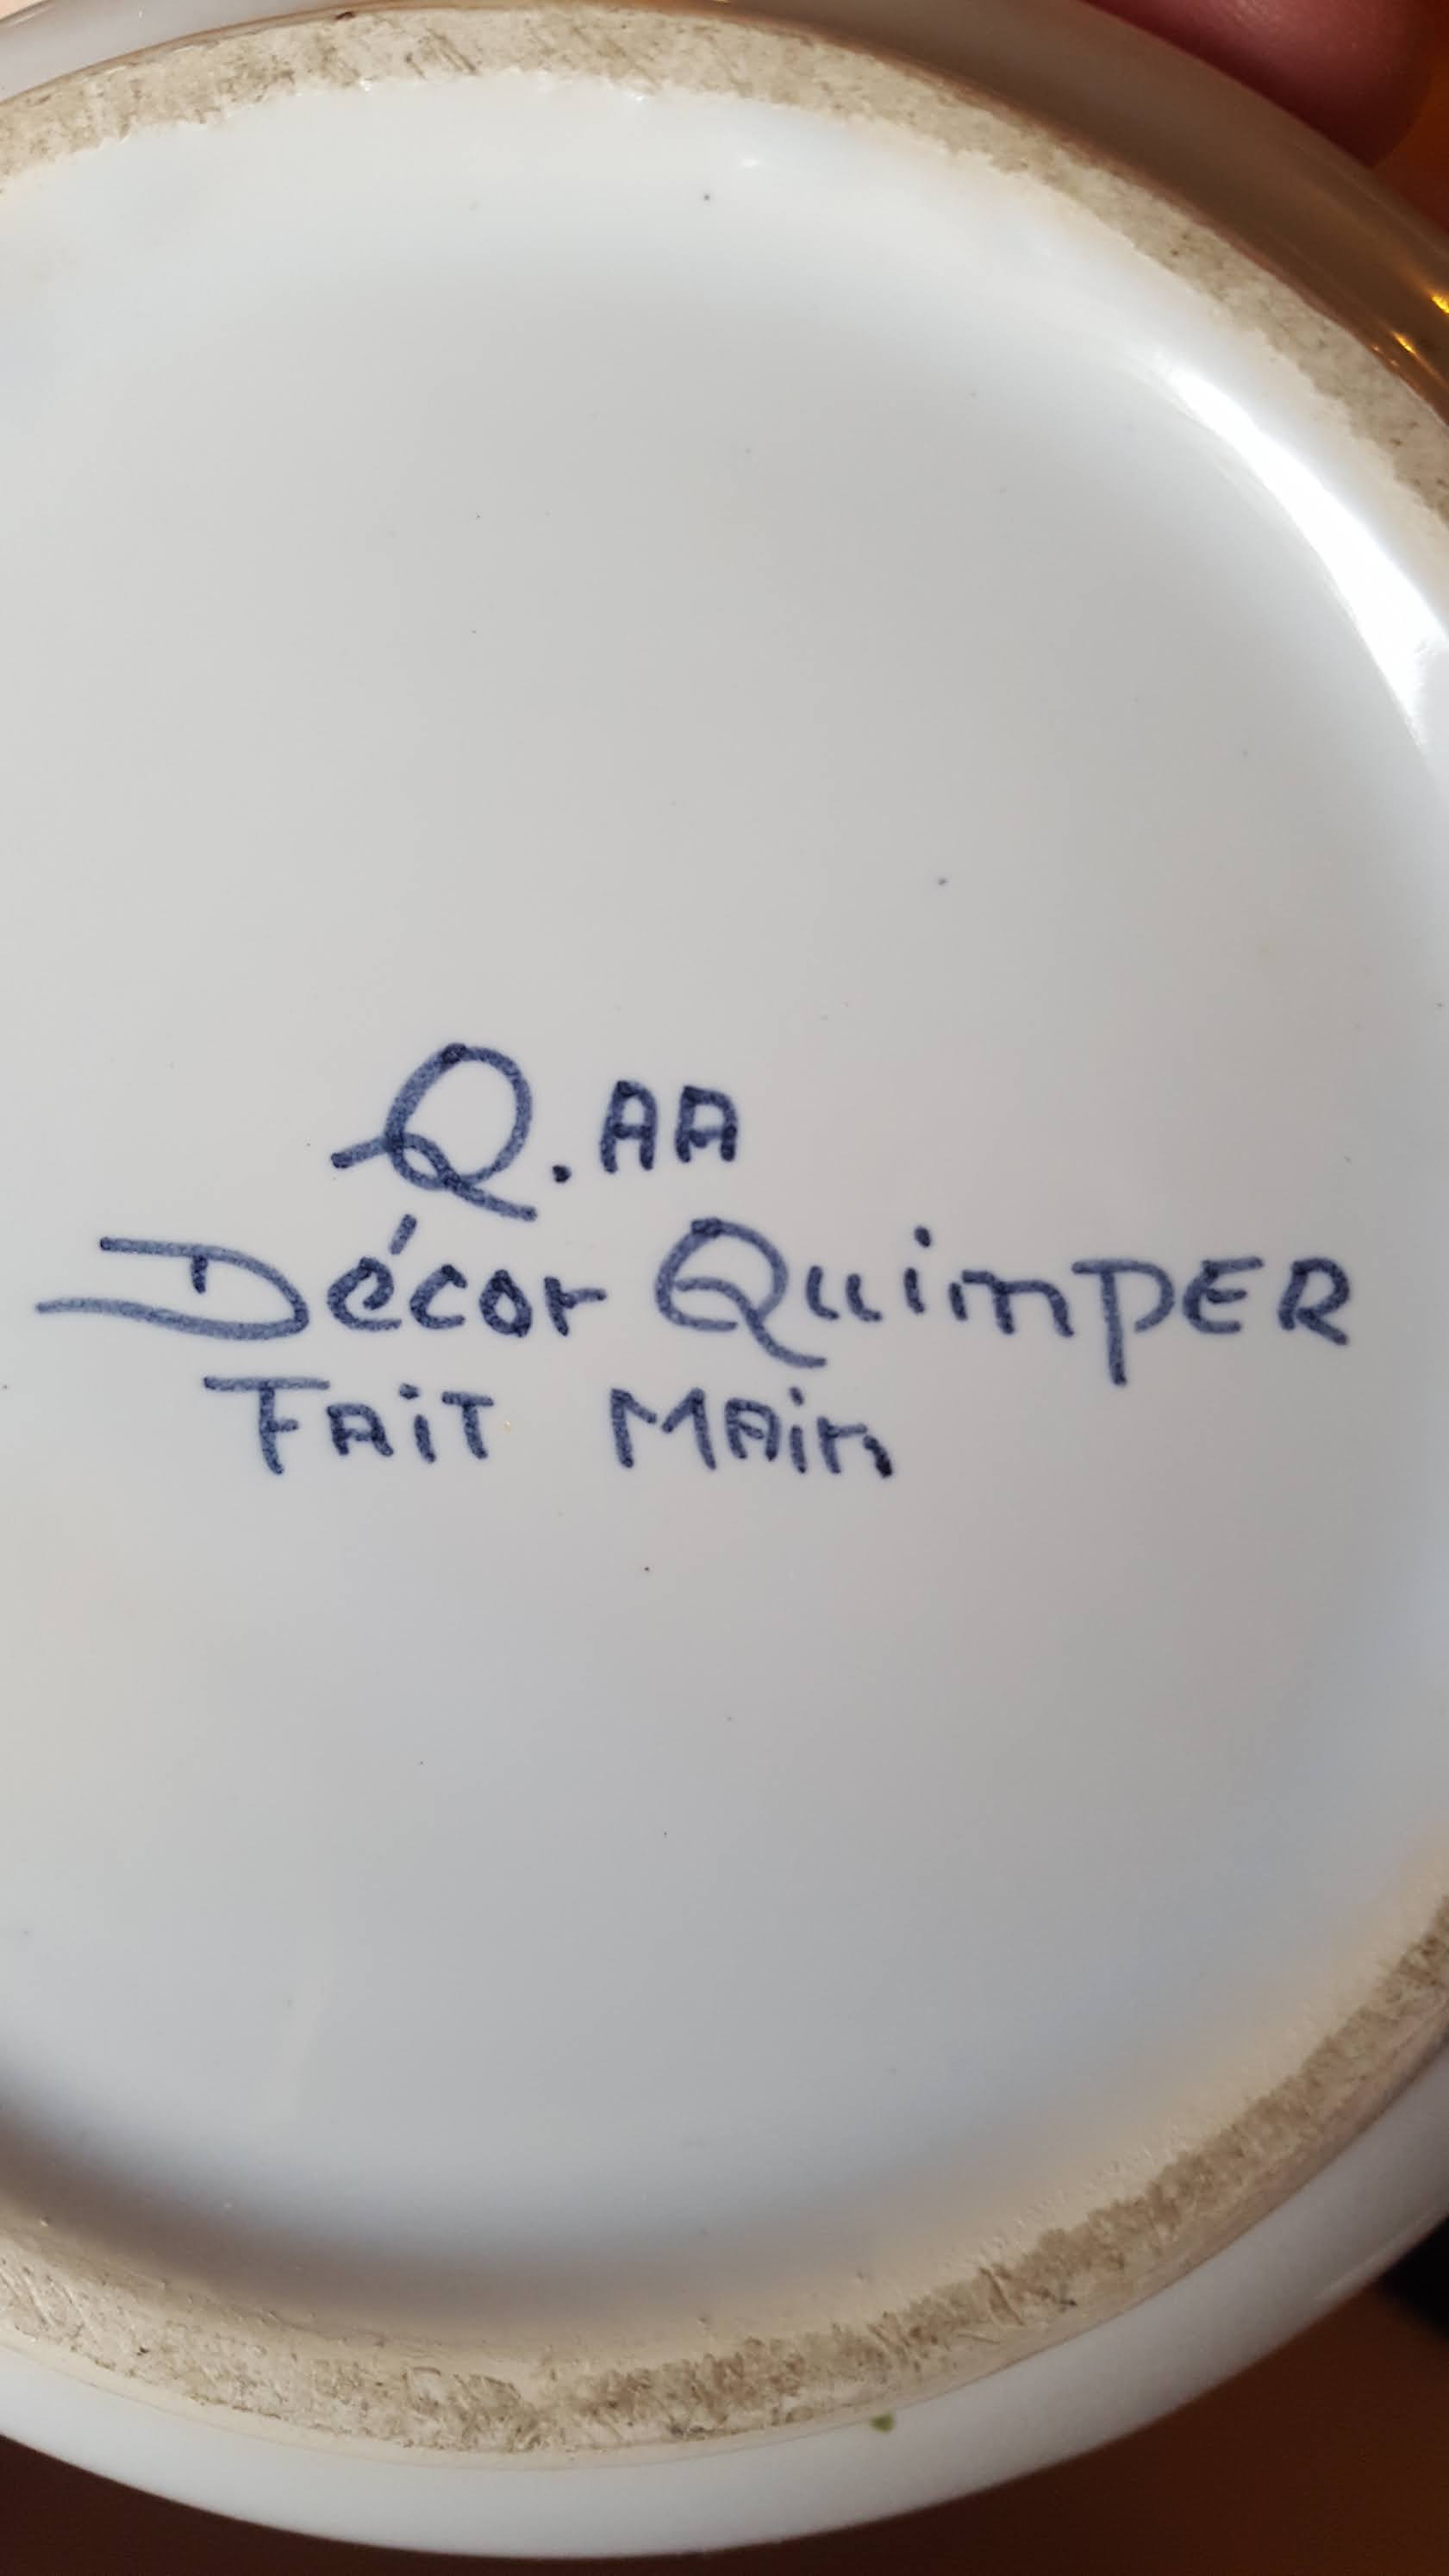 Q.AA
Décor QuimPER
FAiT MAin